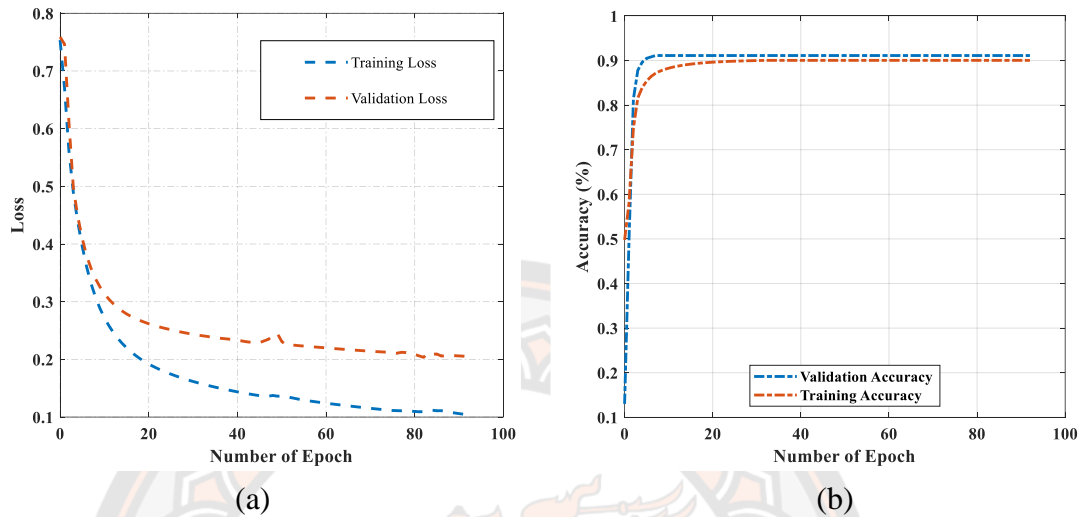 0.8
0.7
0.6
0.5
0.4
0.3
0.2
0.1
Loss
0 20 40 60 80 100
Number of Epoch
Training Loss
Validation Loss
(a)
1
0.9
0.8
0.7
0.6
0.5
0.4
0.3
0.2
0.1
Accuracy (%)
0 20 40 60 80 100
Number of Epoch
Validation Accuracy
Training Accuracy
(b)